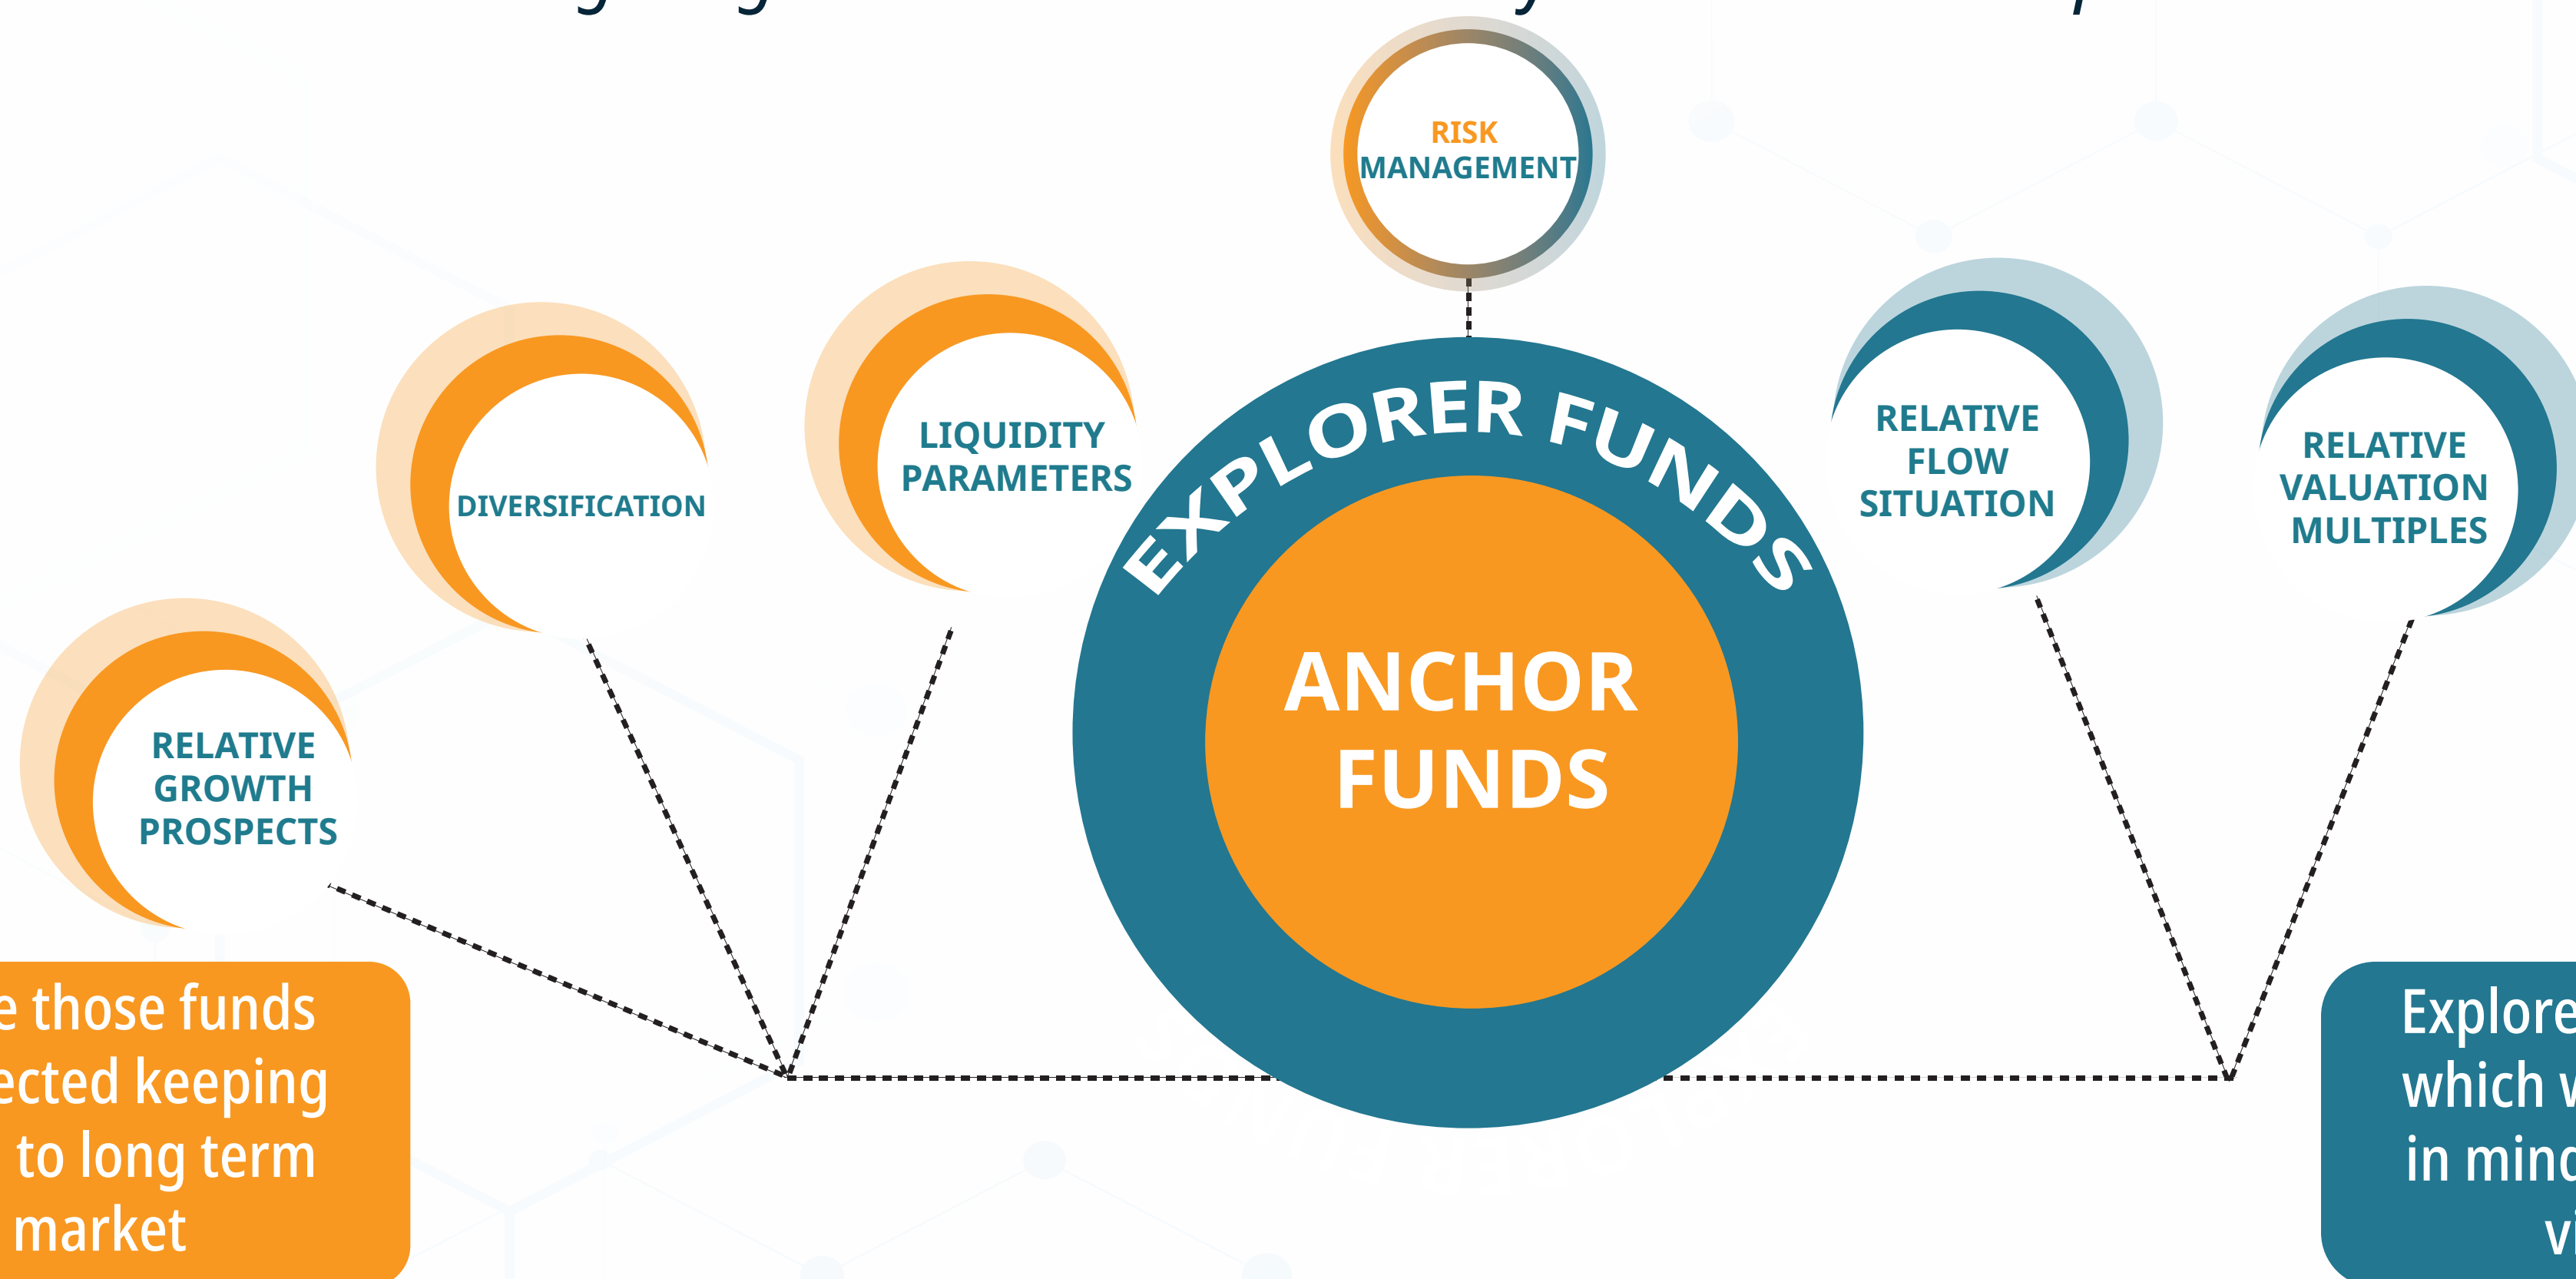 RISK
MANAGEMENT
EXPLORER FUNDS
ANCHOR
FUNDS
LIQUIDITY
PARAMETERS
DIVERSIFICATION
RELATIVE
GROWTH
PROSPECTS
RELATIVE
FLOW
SITUATION
RELATIVE
VALUATION
MULTIPLES
those funds
keeping
to long term
market
which
in